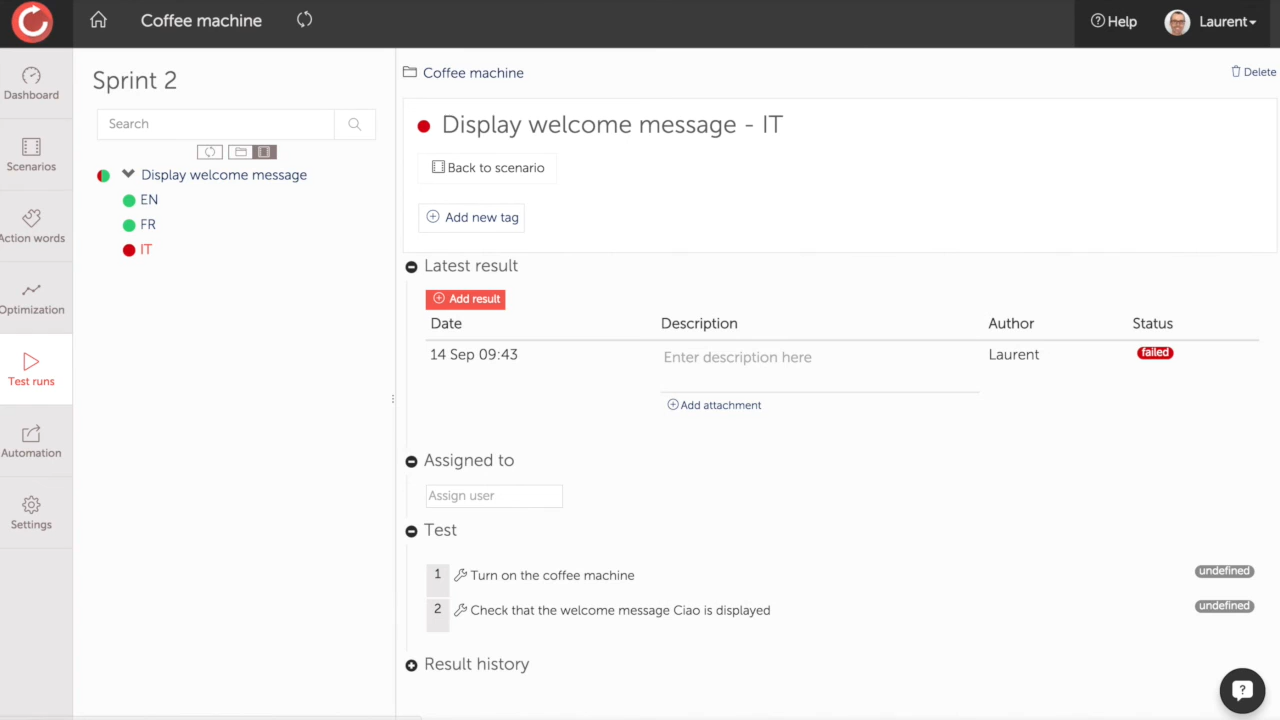 Coffee machine
Help
Laurent
Dashboard
Scenarios
Action words
Optimization
Test runs
Automation
Settings
Sprint 2
Search
Display welcome message
EN
FR
IT
Coffee machine
Delete
Display welcome message - IT
Back to scenario
Add new tag
Latest result
Add result
Date Description Author Status
14 Sep 09:43 Enter description here Laurent failed
Add attachment
Assigned to
Assign user
Test
1 Turn on the coffee machine undefined
2 Check that the welcome message Ciao is displayed undefined
Result history